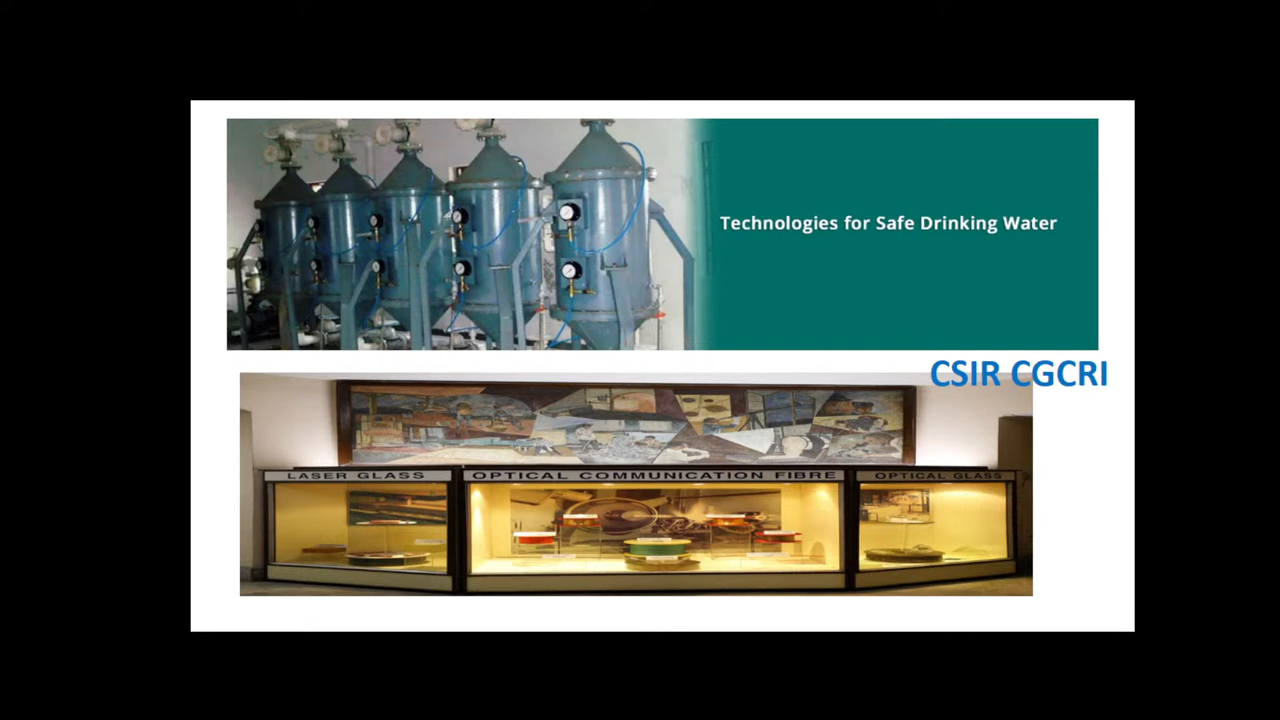 Technologies for Safe Drinking Water
CSIR CGCRI
LASER GLASS
OPTICAL COMMUNICATION FIBRE
OPTICAL GLASS